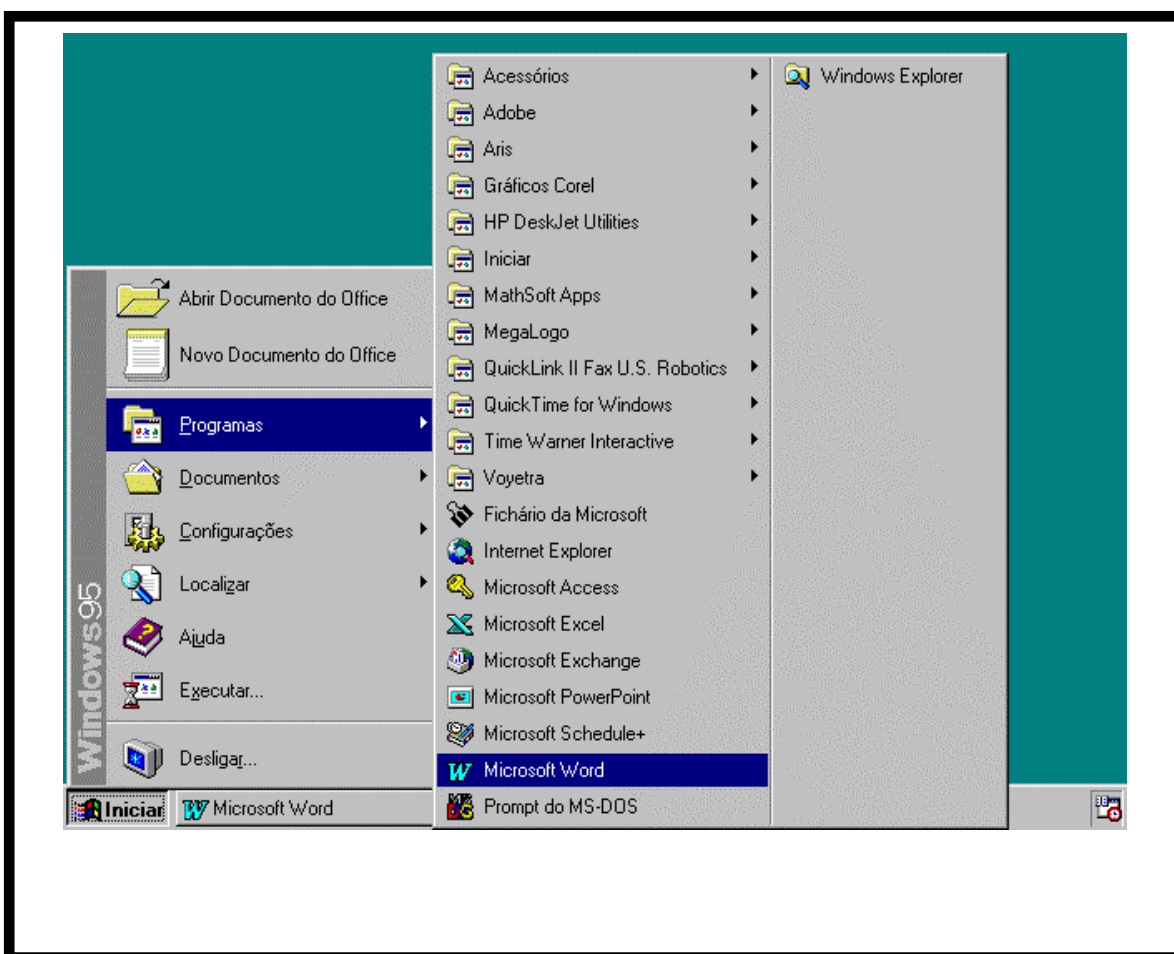 Acessórios
Adobe
Aris
Gráficos Corel
HP DeskJet Utilities
Iniciar
MathSoft Apps
MegaLogo
QuickLink II Fax U.S. Robotics
QuickTime for Windows
Time Warner Interactive
Voyetra
Fichário da Microsoft
Internet Explorer
Microsoft Access
Microsoft Excel
Microsoft Exchange
Microsoft PowerPoint
Microsoft Schedule+
Microsoft Word
Prompt do MS-DOS
Windows Explorer
Abrir Documento do Office
Novo Documento do Office
Programas
Documentos
Configurações
Localizar
Ajuda
Executar...
Desligar...
Windows95
Iniciar
Microsoft Word